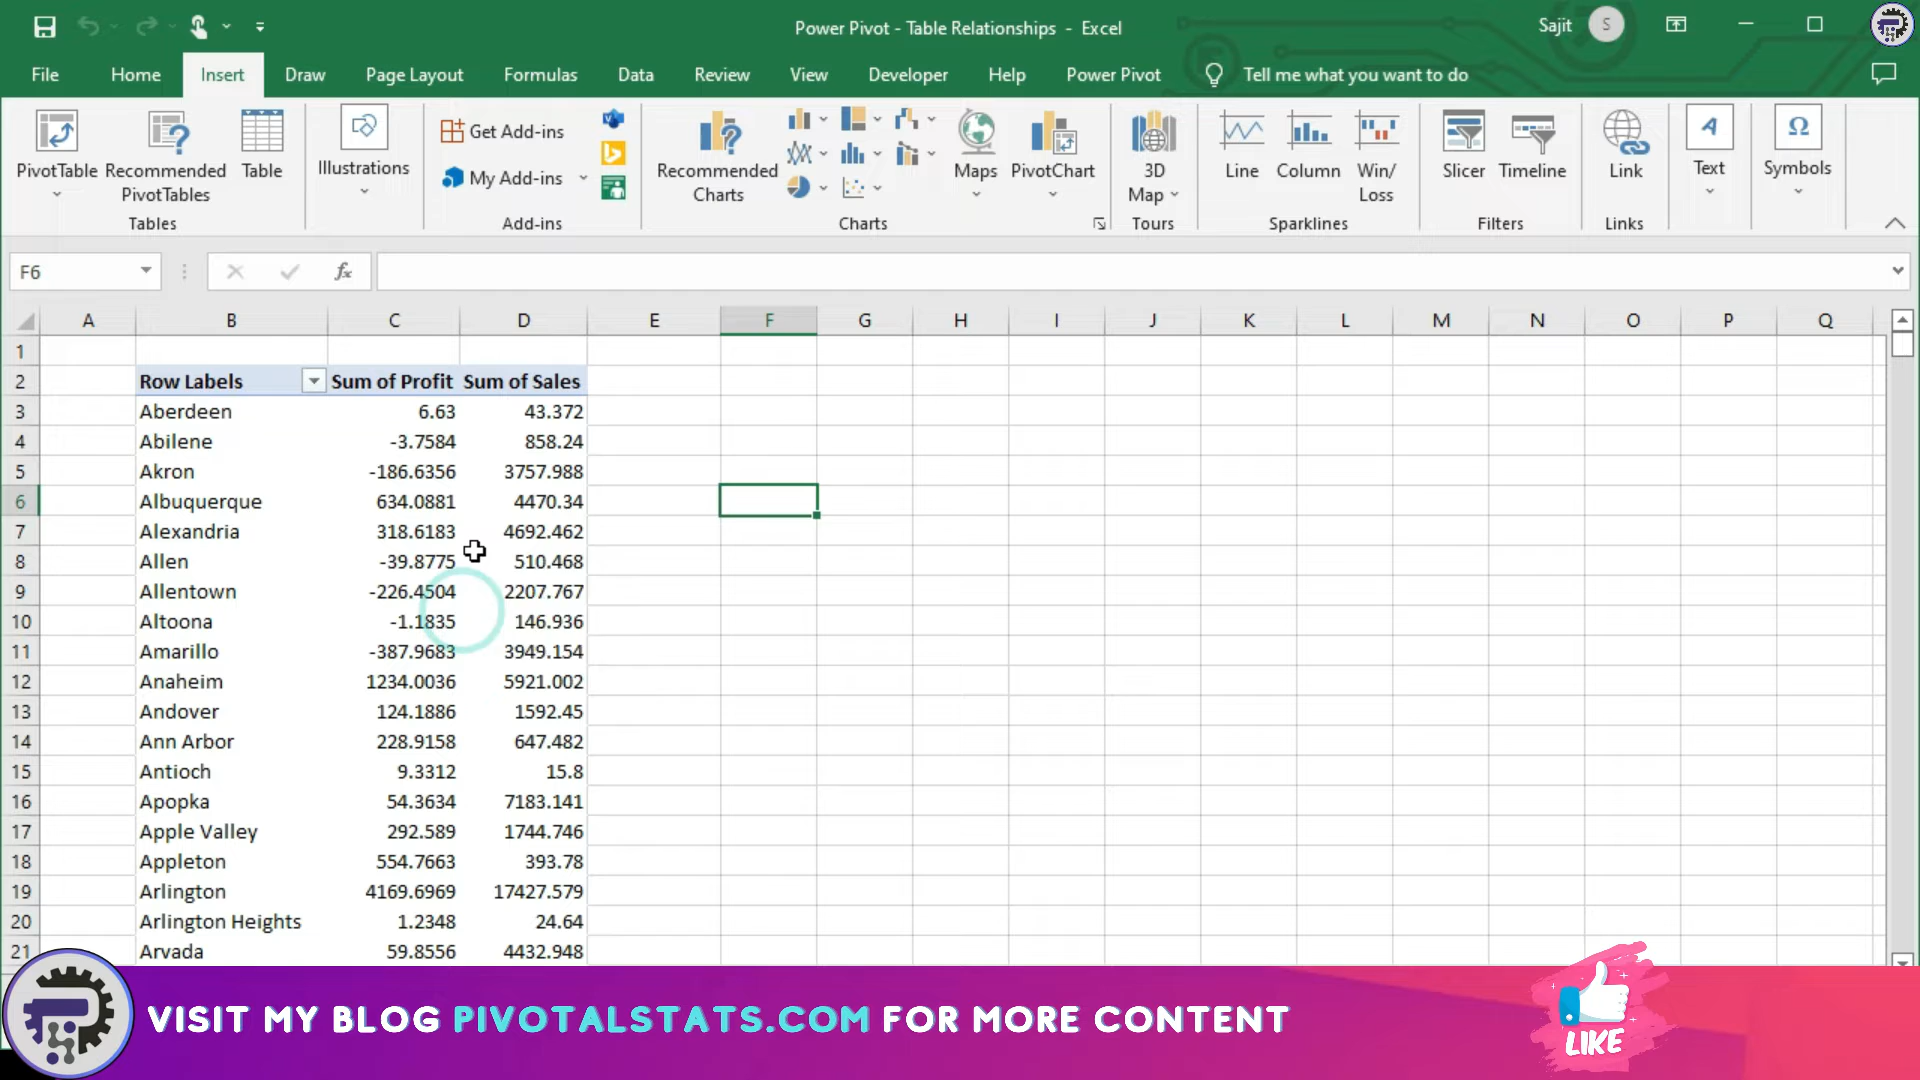 Power Pivot - Table Relationships - Excel
Sajit
S
File Home Insert Draw Page Layout Formulas Data Review View Developer Help Power Pivot Tell me what you want to do
PivotTable
Recommended PivotTables
Table
Tables
Illustrations
Get Add-ins
My Add-ins
Add-ins
Recommended Charts
Maps
PivotChart
Charts
3D Map
Tours
Line
Column
Win/ Loss
Sparklines
Slicer
Timeline
Filters
Link
Links
Text
Symbols
F6
fx
A B C D E F G H I J K L M N O P Q
1
2 Row Labels Sum of Profit Sum of Sales
3 Aberdeen 6.63 43.372
4 Abilene -3.7584 858.24
5 Akron -186.6356 3757.988
6 Albuquerque 634.0881 4470.34
7 Alexandria 318.6183 4692.462
8 Allen -39.8775 510.468
9 Allentown -226.4504 2207.767
10 Altoona -1.1835 146.936
11 Amarillo -387.9683 3949.154
12 Anaheim 1234.0036 5921.002
13 Andover 124.1886 1592.45
14 Ann Arbor 228.9158 647.482
15 Antioch 9.3312 15.8
16 Apopka 54.3634 7183.141
17 Apple Valley 292.589 1744.746
18 Appleton 554.7663 393.78
19 Arlington 4169.6969 17427.579
20 Arlington Heights 1.2348 24.64
21 Arvada 59.8556 4432.948
VISIT MY BLOG PIVOTALSTATS.COM FOR MORE CONTENT
LIKE